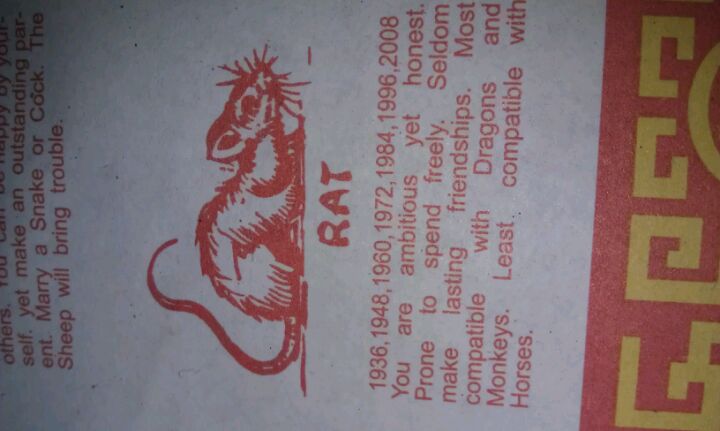 others. You can be happy by your-
self, yet make an outstanding par-
ent. Marry a Snake or Cock. The
Sheep will bring trouble.
RAT
1936,1948,1960,1972,1984,1996,2008
You are ambitious yet honest.
Prone to spend freely. Seldom
make lasting friendships. Most
compatible with Dragons and
Monkeys. Least compatible with
Horses.